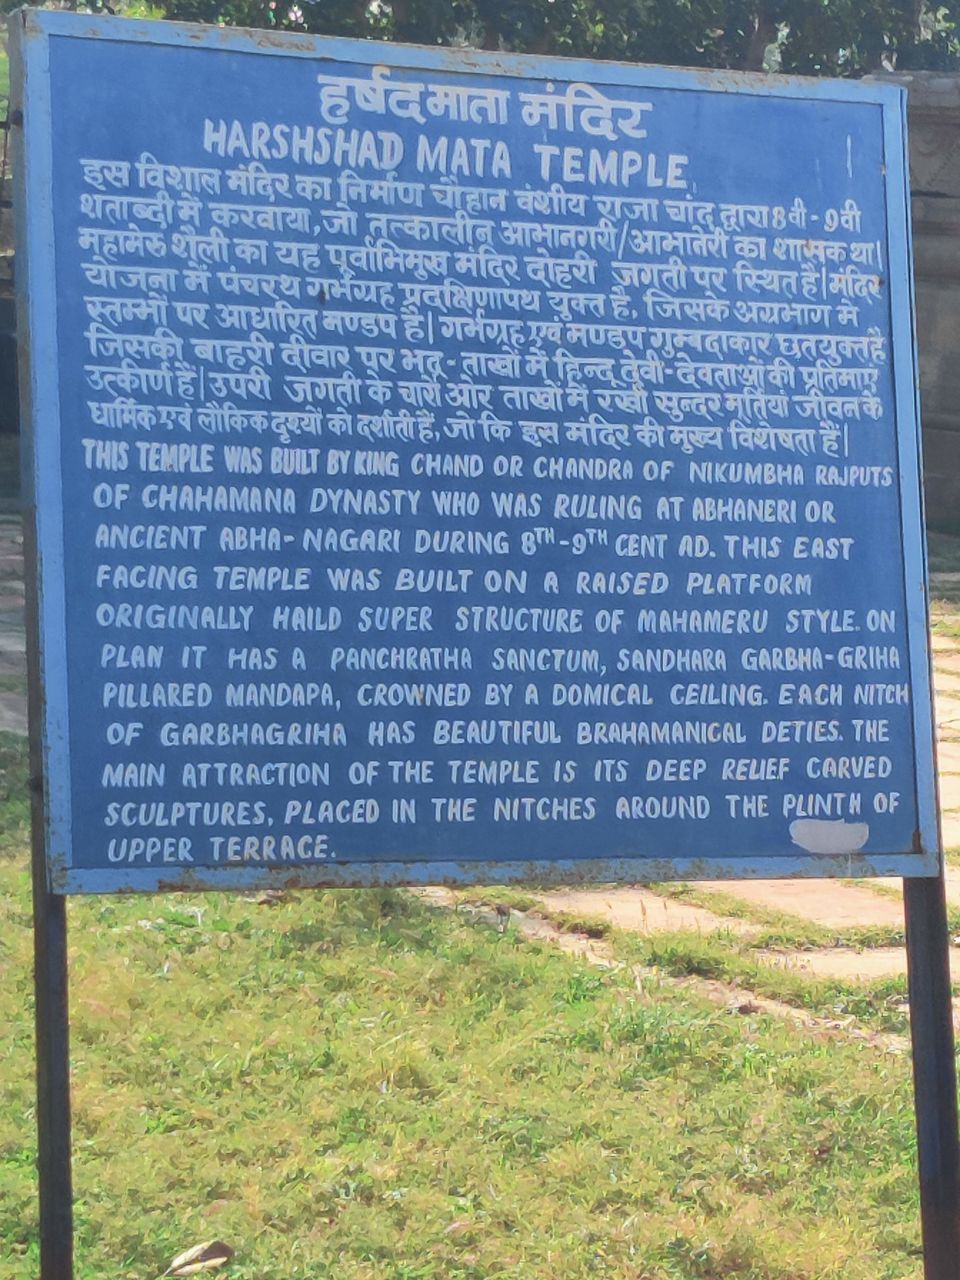 हर्षद माता मंदिर
HARSHSHAD MATA TEMPLE
इस विशाल मंदिर का निर्माण चौहान वंशीय राजा चांद द्वारा 8वी - 9वी
शताब्दी में करवाया, जो तत्कालीन आभानगरी/आभानेरी का शासक था।
महामेरु शैली का यह पूर्वाभिमुख मंदिर दोहरी जगती पर स्थित है। मंदिर
योजना में पंचरथ गर्भग्रह प्रदक्षिणापथ युक्त है, जिसके अग्रभाग मे
स्तम्भों पर आधारित मण्डप है। गर्भग्रह एवं मण्डप गुम्बदाकार छतयुक्त है
जिसकी बाहरी दीवार पर भद्र - ताखों में हिन्दू देवी - देवताओं की प्रतिमाएं
उत्कीर्ण हैं। उपरी जगती के चारों ओर ताखों में रखी सुन्दर मूर्तियां जीवन के
धार्मिक एवं लौकिक दृश्यों को दर्शाती हैं, जो कि इस मंदिर की मुख्य विशेषता हैं।
THIS TEMPLE WAS BUILT BY KING CHAND OR CHANDRA OF NIKUMBHA RAJPUTS
OF CHAHAMANA DYNASTY WHO WAS RULING AT ABHANERI OR
ANCIENT ABHA- NAGARI DURING 8TH -9TH CENT AD. THIS EAST
FACING TEMPLE WAS BUILT ON A RAISED PLATFORM
ORIGINALLY HAILD SUPER STRUCTURE OF MAHAMERU STYLE. ON
PLAN IT HAS A PANCHRATHA SANCTUM, SANDHARA GARBHA-GRIHA
PILLARED MANDAPA, CROWNED BY A DOMICAL CEILING. EACH NITCH
OF GARBHAGRIHA HAS BEAUTIFUL BRAHAMANICAL DETIES. THE
MAIN ATTRACTION OF THE TEMPLE IS ITS DEEP RELIEF CARVED
SCULPTURES, PLACED IN THE NITCHES AROUND THE PLINTH OF
UPPER TERRACE.